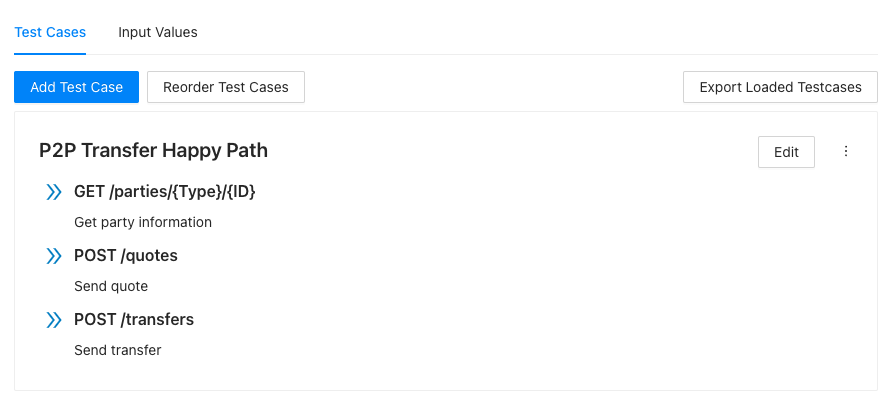 Test Cases Input Values
Add Test Case Reorder Test Cases Export Loaded Testcases
P2P Transfer Happy Path Edit
GET /parties/{Type}/{ID}
Get party information
POST /quotes
Send quote
POST /transfers
Send transfer